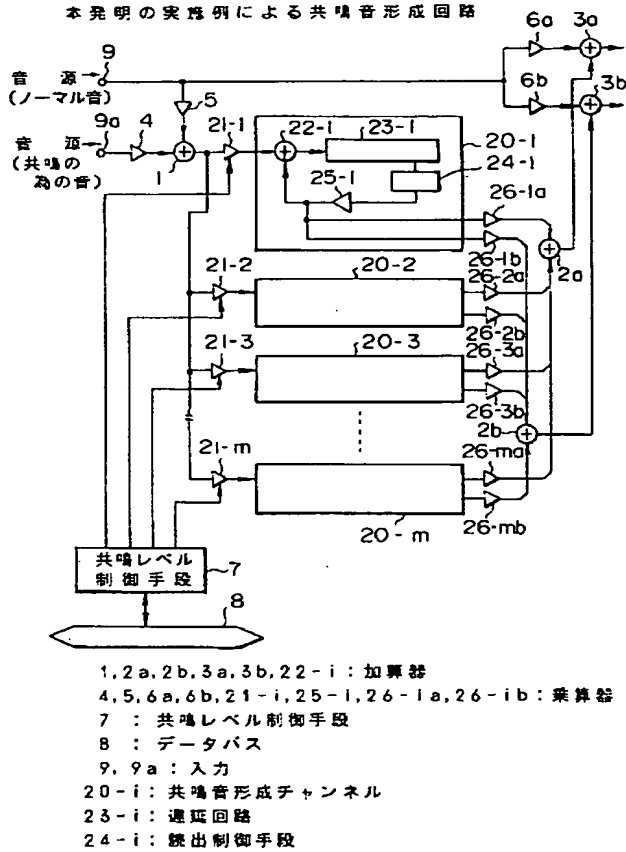 本発明の実施例による共鳴音形成回路
9
6a
3a
音源
(ノーマル音)
5
6b
3b
9a
4
21-1
22-1
23-1
20-1
音源
(共鳴の
為の音)
1
24-1
25-1
26-1a
26-1b
2a
21-2
20-2
26-2a
26-2b
21-3
20-3
26-3a
26-3b
2b
21-m
26-ma
20-m
26-mb
共鳴レベル
制御手段
7
8
1,2a,2b,3a,3b,22-i:加算器
4,5,6a,6b,21-i,25-i,26-ia,26-ib:乗算器
7 :共鳴レベル制御手段
8 :データバス
9,9a:入力
20-i:共鳴音形成チャンネル
23-i:遅延回路
24-i:読出制御手段